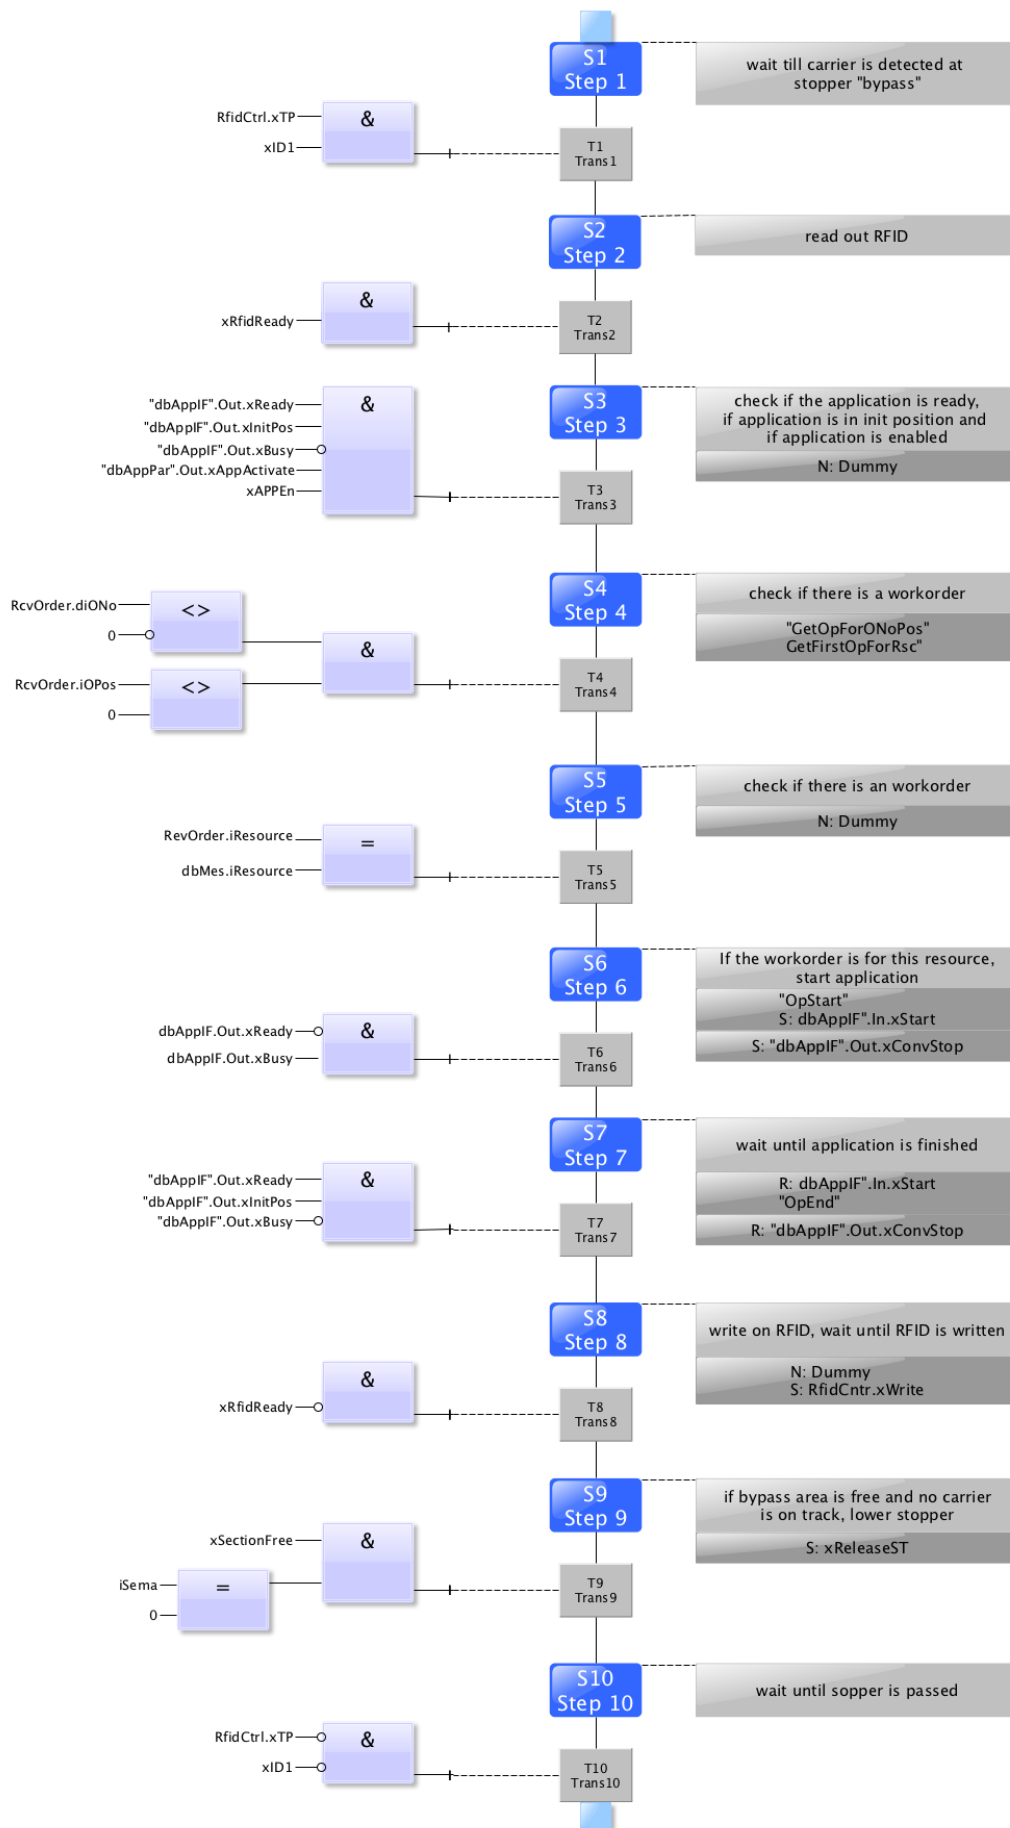 S1
Step 1
wait till carrier is detected at
stopper "bypass"
RfidCtrl.xTP
xID1
&
T1
Trans1
S2
Step 2
read out RFID
xRfidReady
&
T2
Trans2
S3
Step 3
check if the application is ready,
if application is in init position and
if application is enabled
N: Dummy
"dbAppIF".Out.xReady
"dbAppIF".Out.xInitPos
"dbAppIF".Out.xBusy
"dbAppPar".Out.xAppActivate
xAPPEn
&
T3
Trans3
S4
Step 4
check if there is a workorder
"GetOpForONoPos"
GetFirstOpForRsc"
RcvOrder.diONo
0
<>
RcvOrder.iOPos
0
<>
&
T4
Trans4
S5
Step 5
check if there is an workorder
N: Dummy
RevOrder.iResource
dbMes.iResource
=
T5
Trans5
S6
Step 6
If the workorder is for this resource,
start application
"OpStart"
S: dbAppIF".In.xStart
S: "dbAppIF".Out.xConvStop
dbAppIF.Out.xReady
dbAppIF.Out.xBusy
&
T6
Trans6
S7
Step 7
wait until application is finished
R: dbAppIF".In.xStart
"OpEnd"
R: "dbAppIF".Out.xConvStop
"dbAppIF".Out.xReady
"dbAppIF".Out.xInitPos
"dbAppIF".Out.xBusy
&
T7
Trans7
S8
Step 8
write on RFID, wait until RFID is written
N: Dummy
S: RfidCntr.xWrite
xRfidReady
&
T8
Trans8
S9
Step 9
if bypass area is free and no carrier
is on track, lower stopper
S: xReleaseST
xSectionFree
&
iSema
0
=
T9
Trans9
S10
Step 10
wait until sopper is passed
RfidCtrl.xTP
xID1
&
T10
Trans10